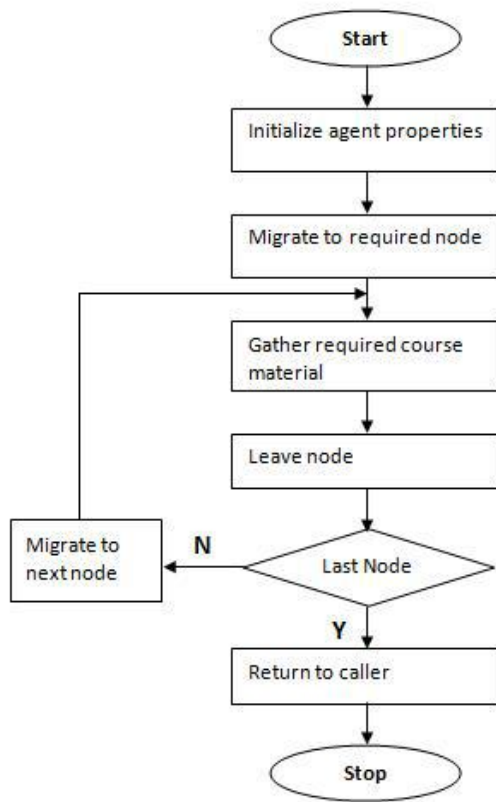 Start
Initialize agent properties
Migrate to required node
Gather required course
material
Leave node
Migrate to
next node
N
Last Node
Y
Return to caller
Stop